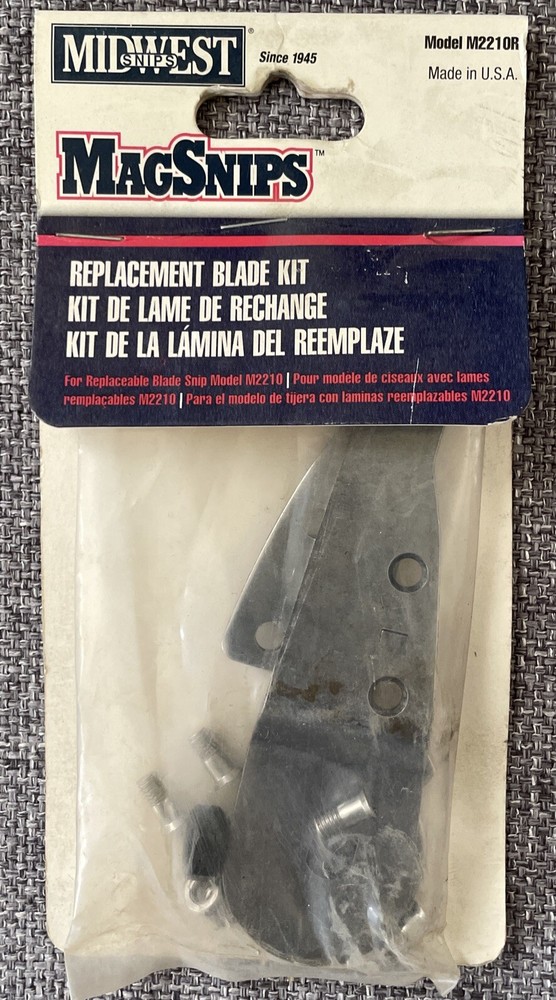 MIDWEST
SNIPS
®
Since 1945
Model M2210R
Made in U.S.A.
MAGSNIPS™
REPLACEMENT BLADE KIT
KIT DE LAME DE RECHANGE
KIT DE LA LÁMINA DEL REEMPLAZE
For Replaceable Blade Snip Model M2210 | Pour modele de ciseaux avec lames
remplaçables M2210 | Para el modelo de tijera con laminas reemplazables M2210